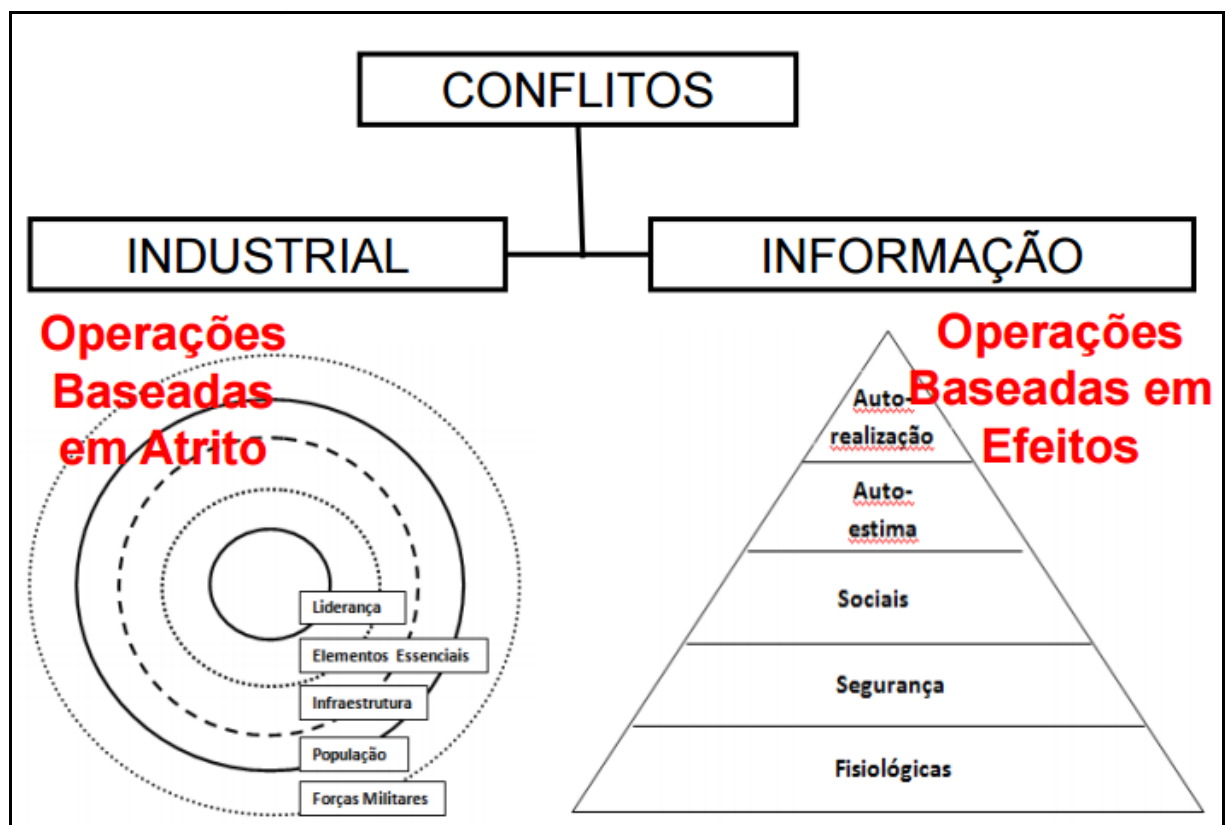 CONFLITOS
INDUSTRIAL
INFORMAÇÃO
Operações
Baseadas
em Atrito
Liderança
Elementos Essenciais
Infraestrutura
População
Forças Militares
Operações
Baseadas em
Efeitos
Auto-
realização
Auto-
estima
Sociais
Segurança
Fisiológicas